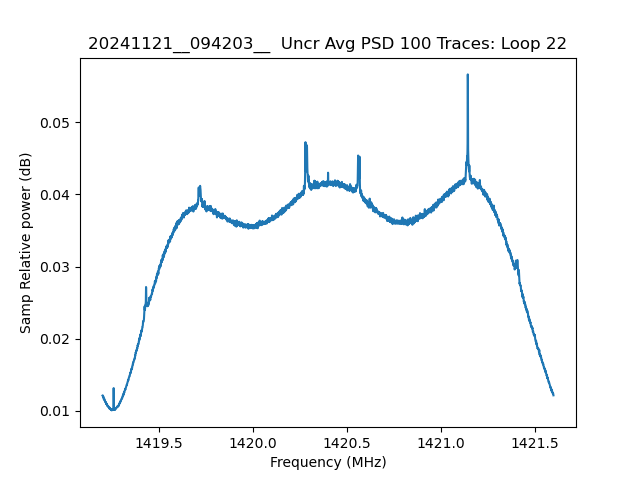 20241121__094203__  Uncr Avg PSD 100 Traces: Loop 22
Samp Relative power (dB)
0.05
0.04
0.03
0.02
0.01
1419.5 1420.0 1420.5 1421.0 1421.5
Frequency (MHz)